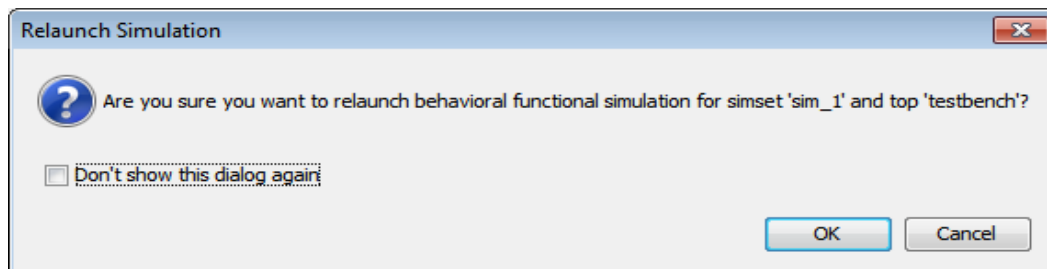 Relaunch Simulation
Are you sure you want to relaunch behavioral functional simulation for simset 'sim_1' and top 'testbench'?
Don't show this dialog again
OK Cancel